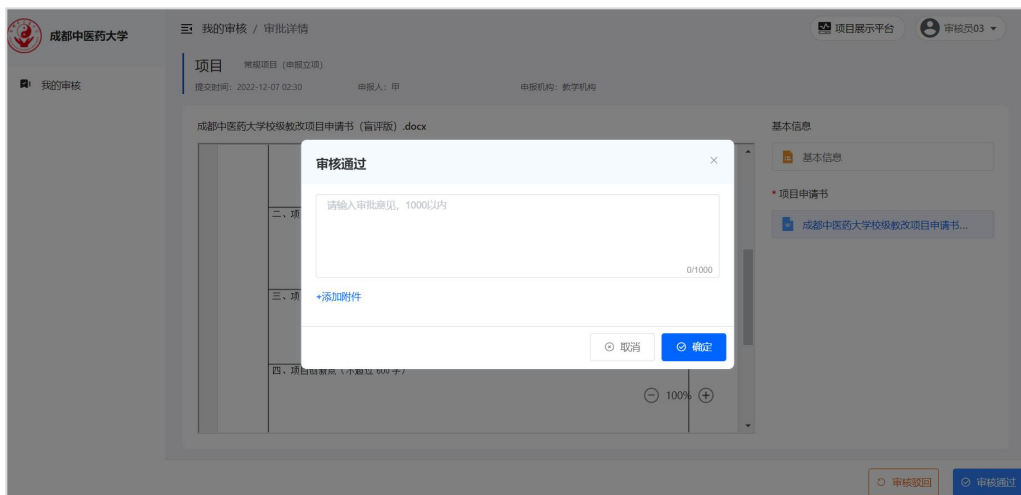 成都中医药大学
我的审核 / 审批详情
项目展示平台
审核员03
我的审核
项目 常规项目 (申报立项)
提交时间: 2022-12-07 02:30 申报人: 甲 申报机构: 教学机构
成都中医药大学校级教改项目申请书（盲评版）.docx
基本信息
基本信息
* 项目申请书
成都中医药大学校级教改项目申请书...
审核通过
请输入审批意见, 1000以内
0/1000
+添加附件
取消
确定
二、项
三、项
四、项目创新点（不超过 600 字）
100%
审核驳回
审核通过